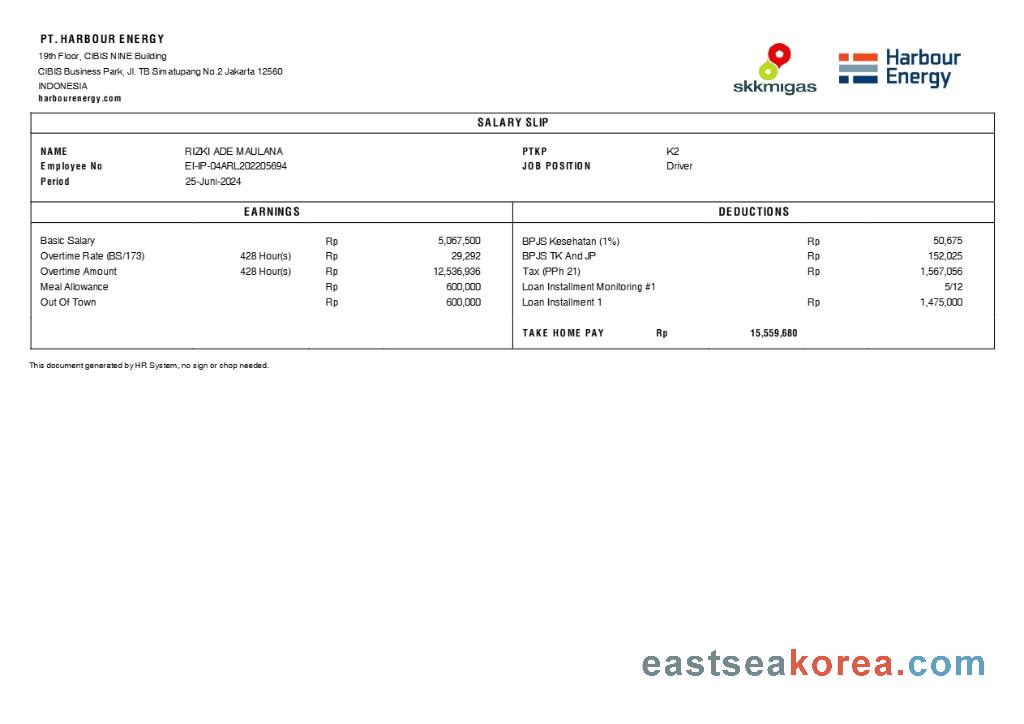 PT. HARBOUR ENERGY
19th Floor, CIBIS NINE Building
CIBIS Business Park, Jl. TB Simatupang No.2 Jakarta 12560
INDONESIA
harbourenergy.com
skkmigas
Harbour
Energy
SALARY SLIP
NAME RIZKI ADE MAULANA PTKP K2
Employee No EI-IP-04ARL202205694 JOB POSITION Driver
Period 25-Juni-2024
EARNINGS DEDUCTIONS
Basic Salary Rp 5,067,500 BPJS Kesehatan (1%) Rp 50,675
Overtime Rate (BS/173) 428 Hour(s) Rp 29,292 BPJS TK And JP Rp 152,025
Overtime Amount 428 Hour(s) Rp 12,536,936 Tax (PPh 21) Rp 1,567,056
Meal Allowance Rp 600,000 Loan Installment Monitoring #1 5/12
Out Of Town Rp 600,000 Loan Installment 1 Rp 1,475,000
TAKE HOME PAY Rp 15,559,680
This document generated by HR System, no sign or chop needed.
eastseakorea.com